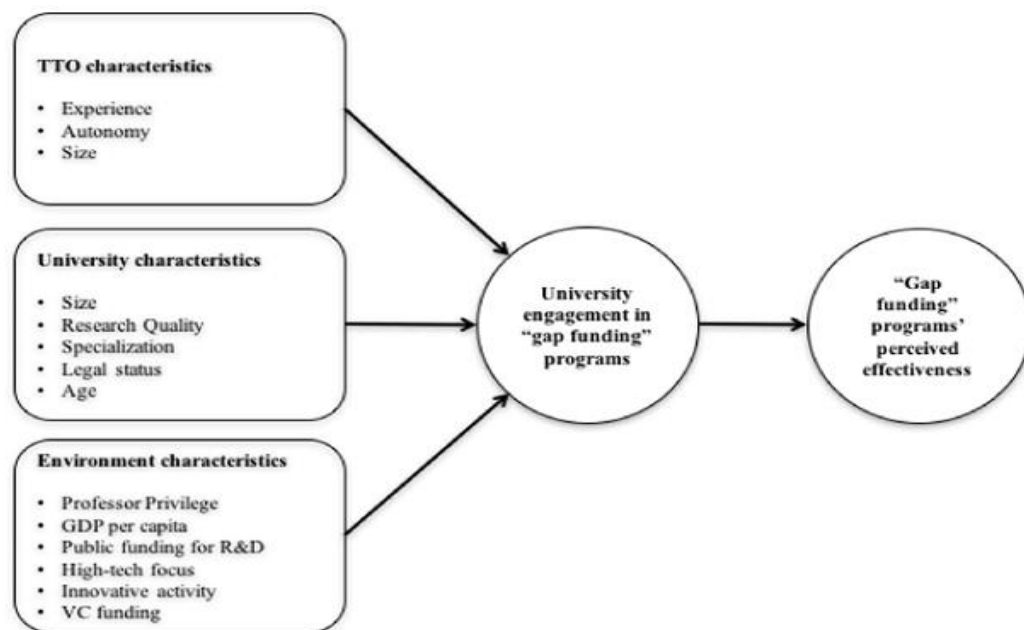 TTO characteristics
• Experience
• Autonomy
• Size
University characteristics
• Size
• Research Quality
• Specialization
• Legal status
• Age
Environment characteristics
• Professor Privilege
• GDP per capita
• Public funding for R&D
• High-tech focus
• Innovative activity
• VC funding
University
engagement in
“gap funding”
programs
“Gap
funding”
programs’
perceived
effectiveness